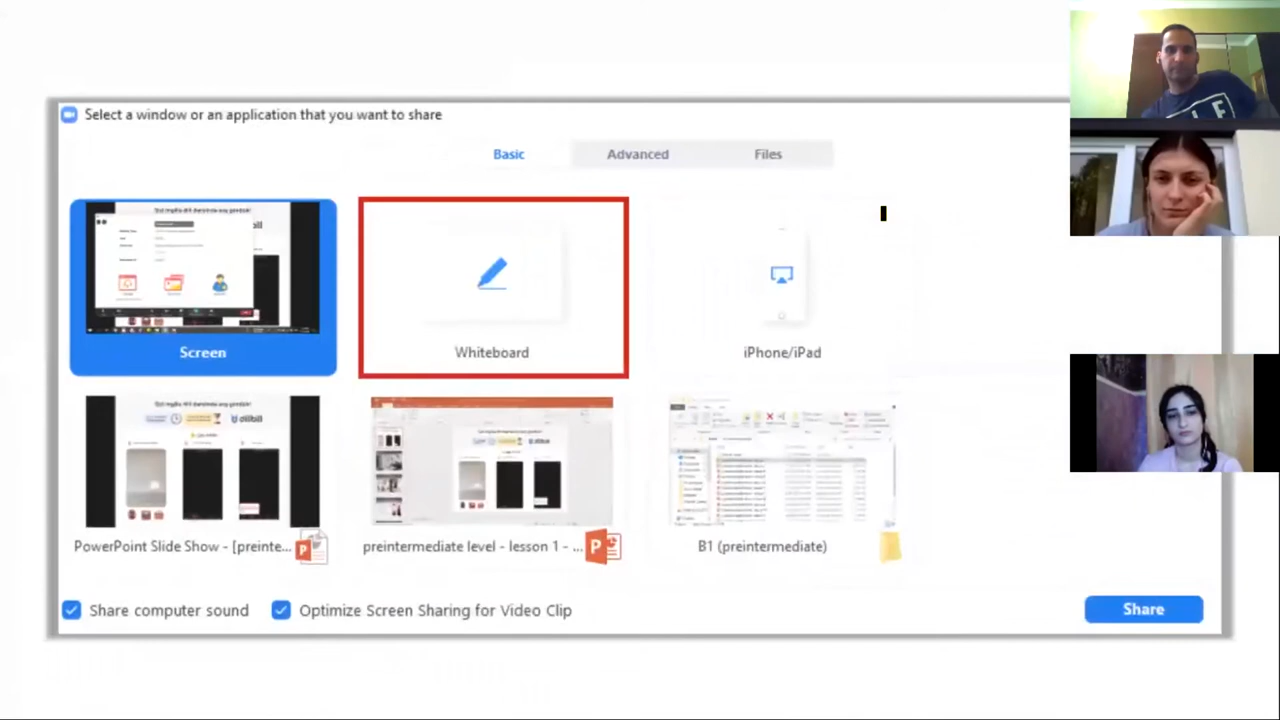 Select a window or an application that you want to share
Basic
Advanced
Files
Screen
Whiteboard
iPhone/iPad
PowerPoint Slide Show - [preinte...
preintermediate level - lesson 1 - ...
B1 (preintermediate)
Share computer sound
Optimize Screen Sharing for Video Clip
Share